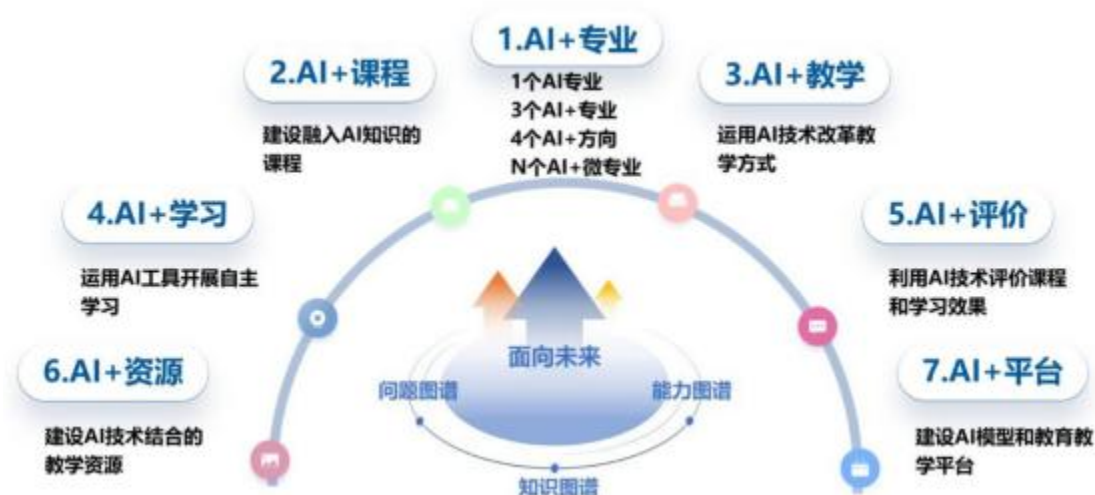 1.AI+专业
1个AI专业
3个AI+专业
4个AI+方向
N个AI+微专业
2.AI+课程
建设融入AI知识的
课程
3.AI+教学
运用AI技术改革教
学方式
4.AI+学习
运用AI工具开展自主
学习
5.AI+评价
利用AI技术评价课程
和学习效果
6.AI+资源
建设AI技术结合的
教学资源
7.AI+平台
建设AI模型和教育教
学平台
面向未来
问题图谱
能力图谱
知识图谱